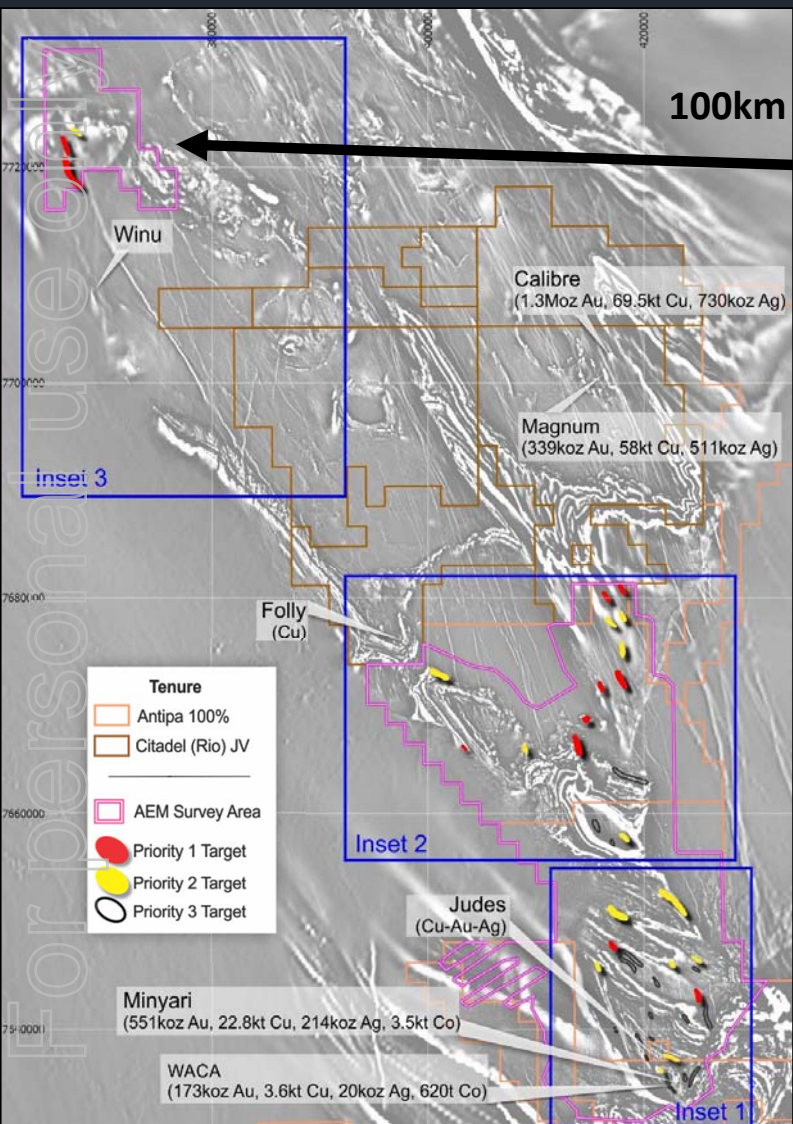 380000
400000
420000
100km
7720000
Winu
Calibre
(1.3Moz Au, 69.5kt Cu, 730koz Ag)
7700000
Magnum
(339koz Au, 58kt Cu, 511koz Ag)
Inset 3
7680000
Folly
(Cu)
Tenure
Antipa 100%
Citadel (Rio) JV
AEM Survey Area
Priority 1 Target
Priority 2 Target
Priority 3 Target
7660000
Inset 2
Judes
(Cu-Au-Ag)
Minyari
(551koz Au, 22.8kt Cu, 214koz Ag, 3.5kt Co)
7640000
WACA
(173koz Au, 3.6kt Cu, 20koz Ag, 620t Co)
Inset 1
For personal use only